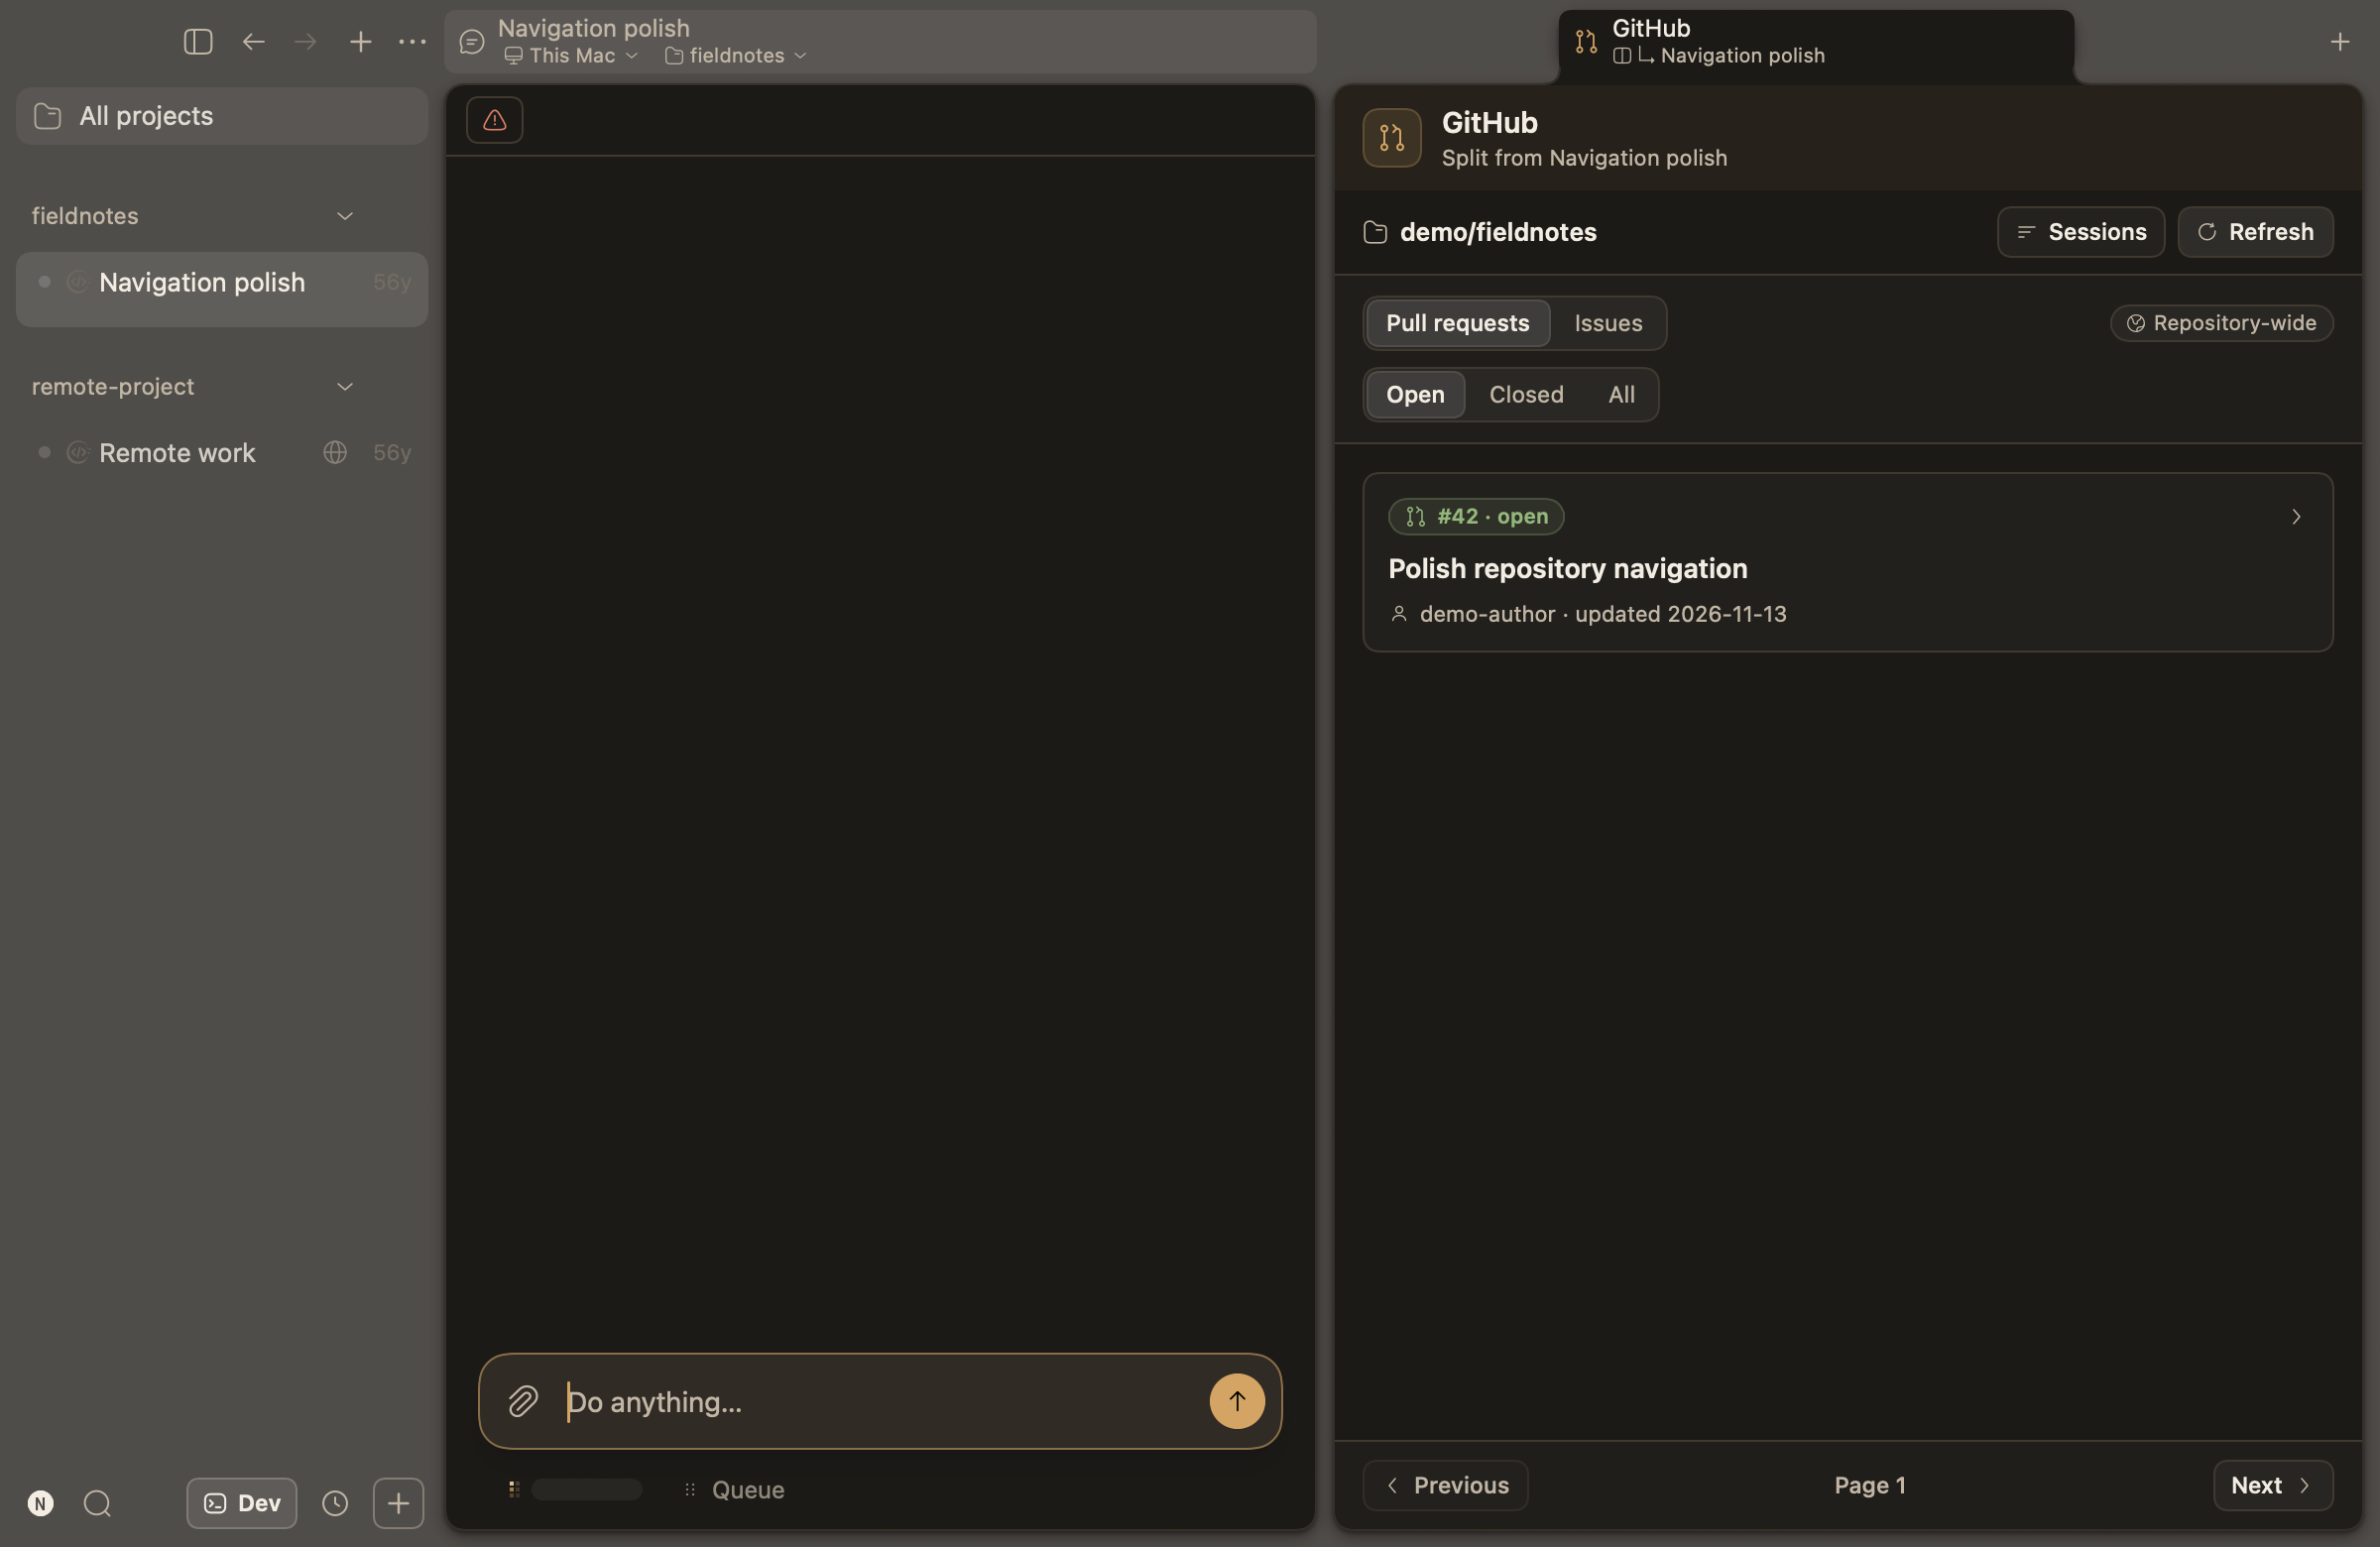 Navigation polish
This Mac
fieldnotes
GitHub
Navigation polish
All projects
fieldnotes
Navigation polish
56y
remote-project
Remote work
56y
N
Dev
Do anything...
Queue
GitHub
Split from Navigation polish
demo/fieldnotes
Sessions
Refresh
Pull requests
Issues
Repository-wide
Open
Closed
All
#42 · open
Polish repository navigation
demo-author · updated 2026-11-13
Previous
Page 1
Next